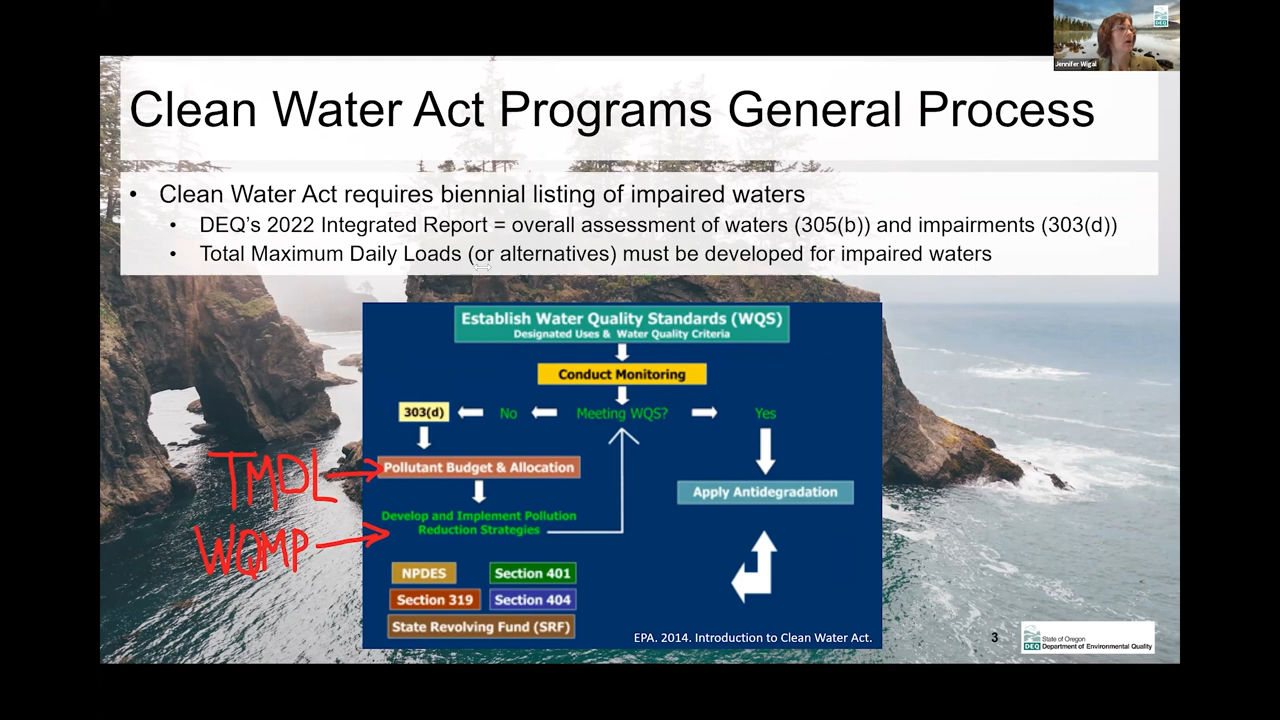 Jennifer Wigal
Clean Water Act Programs General Process
• Clean Water Act requires biennial listing of impaired waters
• DEQ's 2022 Integrated Report = overall assessment of waters (305(b)) and impairments (303(d))
• Total Maximum Daily Loads (or alternatives) must be developed for impaired waters
Establish Water Quality Standards (WQS)
Designated Uses & Water Quality Criteria
Conduct Monitoring
303(d) No Meeting WQS? Yes
TMDL Pollutant Budget & Allocation
Apply Antidegradation
Develop and Implement Pollution
Reduction Strategies
WQMP
NPDES Section 401
Section 319 Section 404
State Revolving Fund (SRF)
EPA. 2014. Introduction to Clean Water Act.
3
State of Oregon
DEQ Department of Environmental Quality